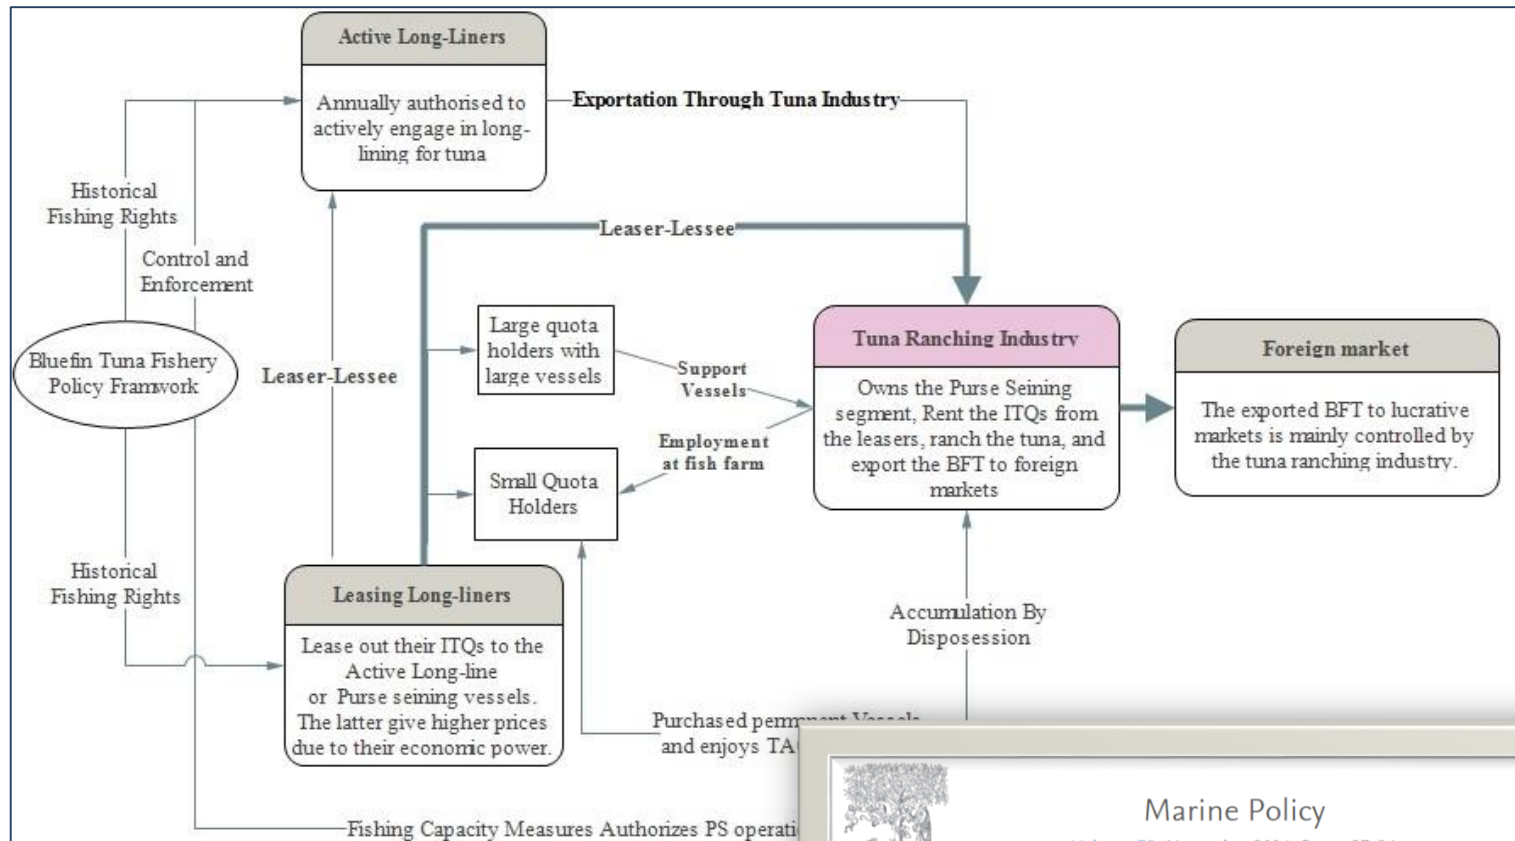 Active Long-Liners
Annually authorised to
actively engage in long-
lining for tuna
Exportation Through Tuna Industry
Historical
Fishing Rights
Control and
Enforcement
Leaser-Lessee
Bluefin Tuna Fishery
Policy Framwork
Leaser-Lessee
Large quota
holders with
large vessels
Support
Vessels
Employment
at fish farm
Small Quota
Holders
Tuna Ranching Industry
Owns the Purse Seining
segment, Rent the ITQs from
the leasers, ranch the tuna, and
export the BFT to foreign
markets
Foreign market
The exported BFT to lucrative
markets is mainly controlled by
the tuna ranching industry.
Historical
Fishing Rights
Leasing Long-liners
Lease out their ITQs to the
Active Long-line
or Purse seining vessels.
The latter give higher prices
due to their economic power.
Accumulation By
Disposession
Purchased permanent Vessels
and enjoys TA
Fishing Capacity Measures Authorizes PS operati
Marine Policy